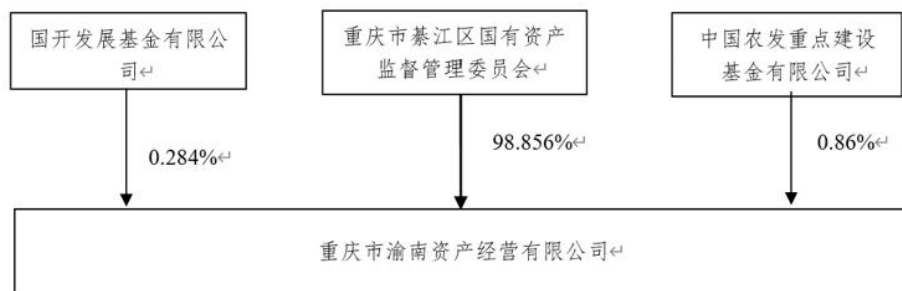 国开发展基金有限公
司↵
重庆市綦江区国有资产
监督管理委员会↵
中国农发重点建设
基金有限公司↵
0.284%↵
98.856%↵
0.86%↵
重庆市渝南资产经营有限公司↵